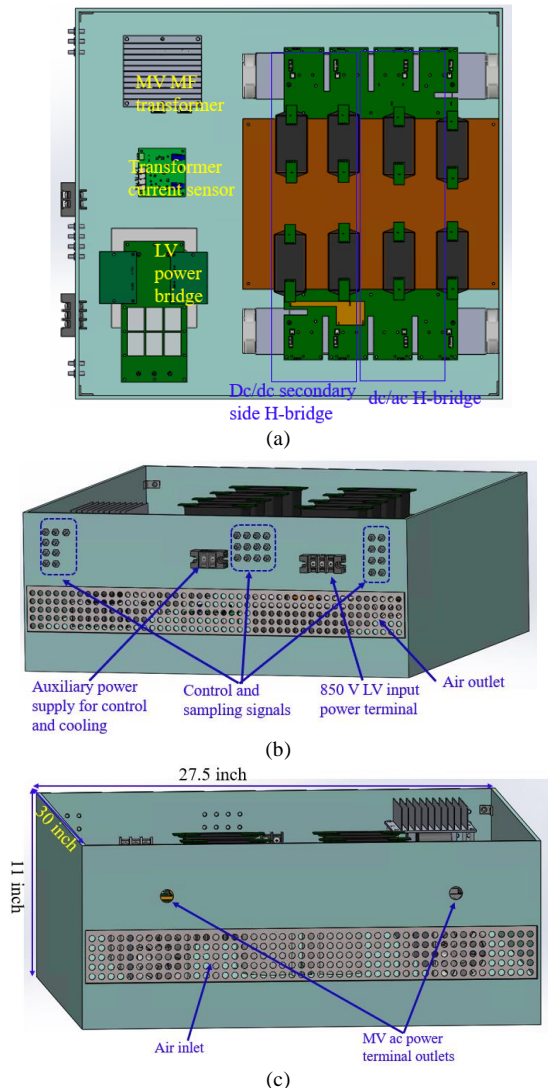 MV MF
transformer
Transformer
current sensor
LV
power
bridge
Dc/dc secondary
side H-bridge
dc/ac H-bridge
(a)
Auxiliary power
supply for control
and cooling
Control and
sampling signals
850 V LV input
power terminal
Air outlet
(b)
27.5 inch
30 inch
11 inch
Air inlet
MV ac power
terminal outlets
(c)